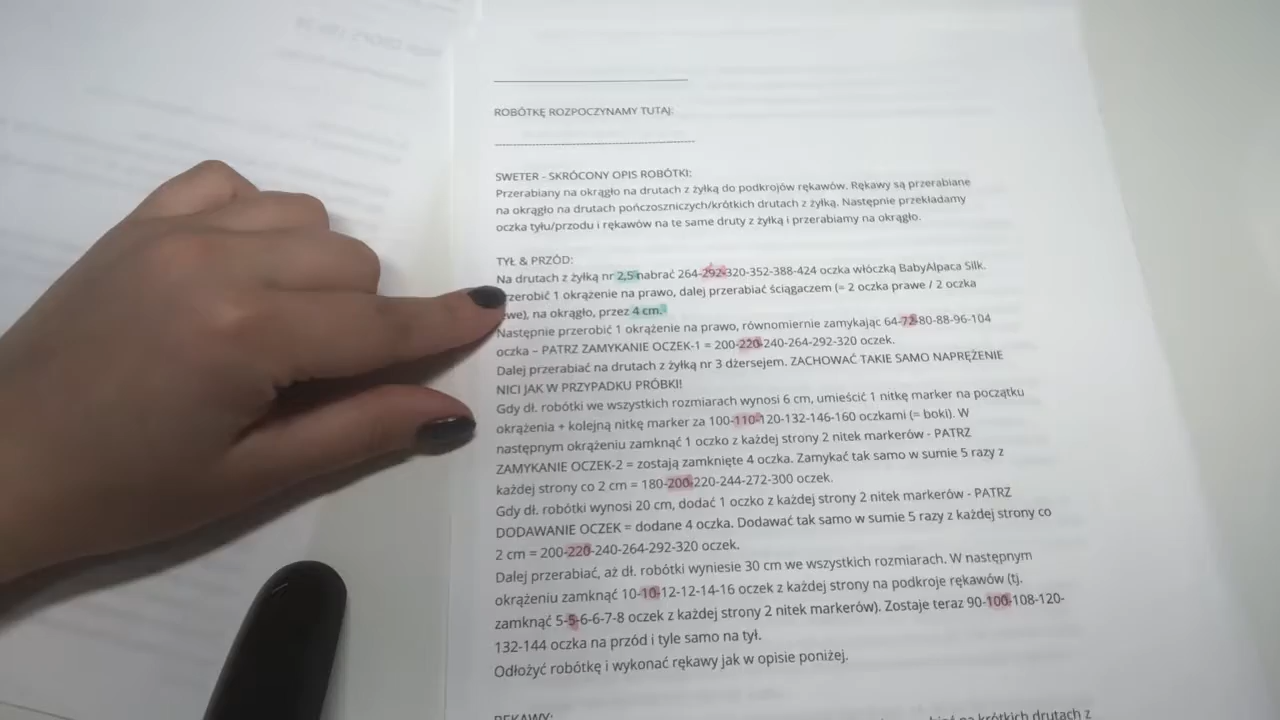 ROBÓTKĘ ROZPOCZYNAMY TUTAJ:
SWETER - SKRÓCONY OPIS ROBÓTKI:
Przerabiany na okrągło na drutach z żyłką do podkrojów rękawów. Rękawy są przerabiane
na okrągło na drutach pończoszniczych/krótkich drutach z żyłką. Następnie przekładamy
oczka tyłu/przodu i rękawów na te same druty z żyłką i przerabiamy na okrągło.
TYŁ & PRZÓD:
Na drutach z żyłką nr 2,5 nabrać 264-292-320-352-388-424 oczka włóczką BabyAlpaca Silk.
rzerobić 1 okrążenie na prawo, dalej przerabiać ściągaczem (= 2 oczka prawe / 2 oczka
ewe), na okrągło, przez 4 cm.
Następnie przerobić 1 okrążenie na prawo, równomiernie zamykając 64-72-80-88-96-104
oczka – PATRZ ZAMYKANIE OCZEK-1 = 200-220-240-264-292-320 oczek.
Dalej przerabiać na drutach z żyłką nr 3 dżersejem. ZACHOWAĆ TAKIE SAMO NAPRĘŻENIE
NICI JAK W PRZYPADKU PRÓBKI!
Gdy dł. robótki we wszystkich rozmiarach wynosi 6 cm, umieścić 1 nitkę marker na początku
okrążenia + kolejną nitkę marker za 100-110-120-132-146-160 oczkami (= boki). W
następnym okrążeniu zamknąć 1 oczko z każdej strony 2 nitek markerów - PATRZ
ZAMYKANIE OCZEK-2 = zostają zamknięte 4 oczka. Zamykać tak samo w sumie 5 razy z
każdej strony co 2 cm = 180-200-220-244-272-300 oczek.
Gdy dł. robótki wynosi 20 cm, dodać 1 oczko z każdej strony 2 nitek markerów - PATRZ
DODAWANIE OCZEK = dodane 4 oczka. Dodawać tak samo w sumie 5 razy z każdej strony co
2 cm = 200-220-240-264-292-320 oczek.
Dalej przerabiać, aż dł. robótki wyniesie 30 cm we wszystkich rozmiarach. W następnym
okrążeniu zamknąć 10-10-12-12-14-16 oczek z każdej strony na podkroje rękawów (tj.
zamknąć 5-5-6-6-7-8 oczek z każdej strony 2 nitek markerów). Zostaje teraz 90-100-108-120-
132-144 oczka na przód i tyle samo na tył.
Odłożyć robótkę i wykonać rękawy jak w opisie poniżej.
RĘKAWY:
na krótkich drutach z